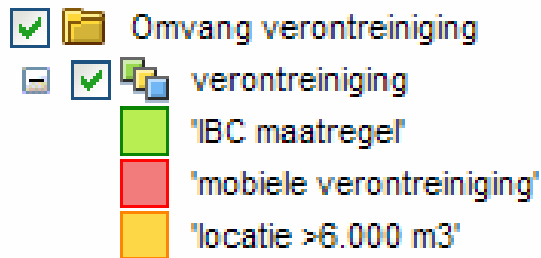 Omvang verontreiniging
verontreiniging
'IBC maatregel'
'mobiele verontreiniging'
'locatie >6.000 m3'